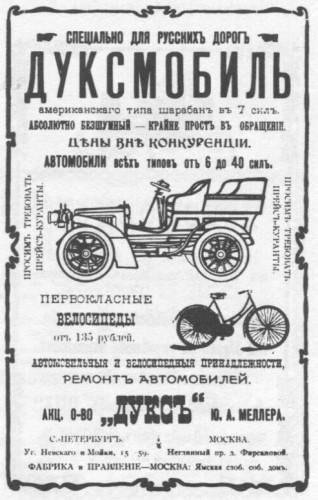 СПЕЦІАЛЬНО ДЛЯ РУССКИХЪ ДОРОГЪ
ДУКСМОБИЛЬ
американскаго типа шарабанъ въ 7 силъ.
АБСОЛЮТНО БЕЗШУМНЫЙ — КРАЙНЕ ПРОСТЪ ВЪ ОБРАЩЕНІИ.
ЦѢНЫ ВНѢ КОНКУРЕНЦІИ.
АВТОМОБИЛИ ВСѢХЪ ТИПОВЪ ОТЪ 6 ДО 40 СИЛЪ.
ПРОСИМЪ ТРЕБОВАТЬ
ПРЕЙСЪ-КУРАНТЫ.
ПРОСИМЪ ТРЕБОВАТЬ
ПРЕЙСЪ-КУРАНТЫ.
ПЕРВОКЛАСНЫЕ
ВЕЛОСИПЕДЫ
отъ 135 рублей.
АВТОМОБИЛЬНЫЯ И ВЕЛОСИПЕДНЫЯ ПРИНАДЛЕЖНОСТИ,
РЕМОНТЪ АВТОМОБИЛЕЙ.
АКЦ. О-ВО „ДУКСЪ“ Ю. А. МЕЛЛЕРА.
С.-ПЕТЕРБУРГЪ. МОСКВА.
Уг. Невскаго и Мойки, 15—59. Неглинный пр. д. Фирсановой.
ФАБРИКА и ПРАВЛЕНІЕ—МОСКВА: Ямская стоб. соб. домъ.